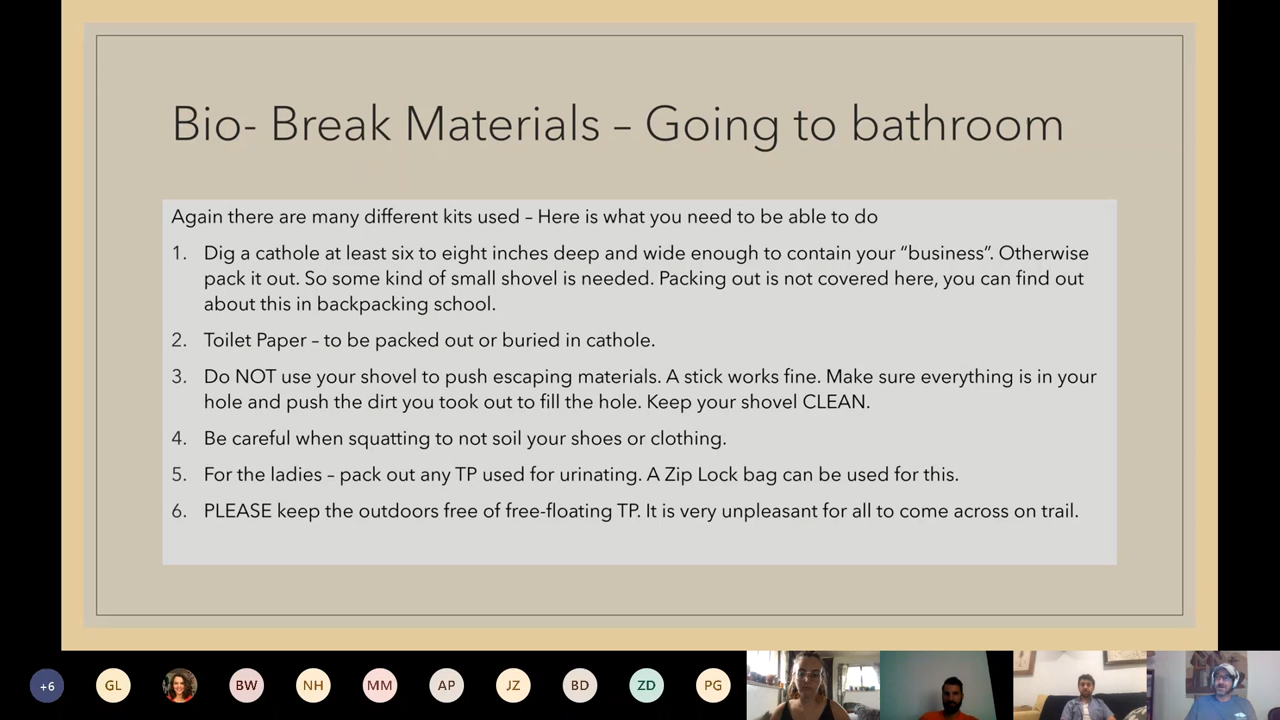 Bio- Break Materials – Going to bathroom
Again there are many different kits used – Here is what you need to be able to do
1. Dig a cathole at least six to eight inches deep and wide enough to contain your “business”. Otherwise
pack it out. So some kind of small shovel is needed. Packing out is not covered here, you can find out
about this in backpacking school.
2. Toilet Paper – to be packed out or buried in cathole.
3. Do NOT use your shovel to push escaping materials. A stick works fine. Make sure everything is in your
hole and push the dirt you took out to fill the hole. Keep your shovel CLEAN.
4. Be careful when squatting to not soil your shoes or clothing.
5. For the ladies – pack out any TP used for urinating. A Zip Lock bag can be used for this.
6. PLEASE keep the outdoors free of free-floating TP. It is very unpleasant for all to come across on trail.
+6 GL BW NH MM AP JZ BD ZD PG